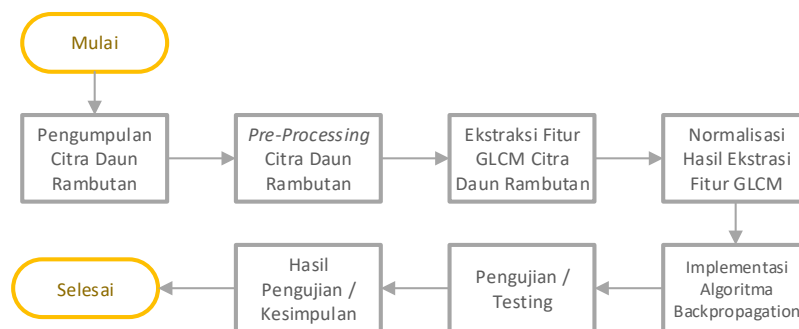 Mulai
Pengumpulan
Citra Daun
Rambutan
Pre-Processing
Citra Daun
Rambutan
Ekstraksi Fitur
GLCM Citra
Daun Rambutan
Normalisasi
Hasil Ekstrasi
Fitur GLCM
Implementasi
Algoritma
Backpropagation
Pengujian /
Testing
Hasil
Pengujian /
Kesimpulan
Selesai